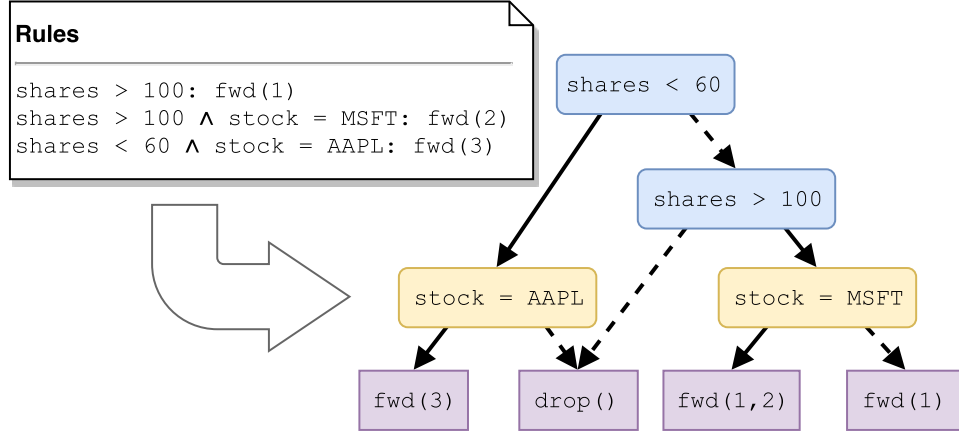 Rules
shares > 100: fwd(1)
shares > 100 ∧ stock = MSFT: fwd(2)
shares < 60 ∧ stock = AAPL: fwd(3)
shares < 60
shares > 100
stock = AAPL
stock = MSFT
fwd(3)
drop()
fwd(1,2)
fwd(1)